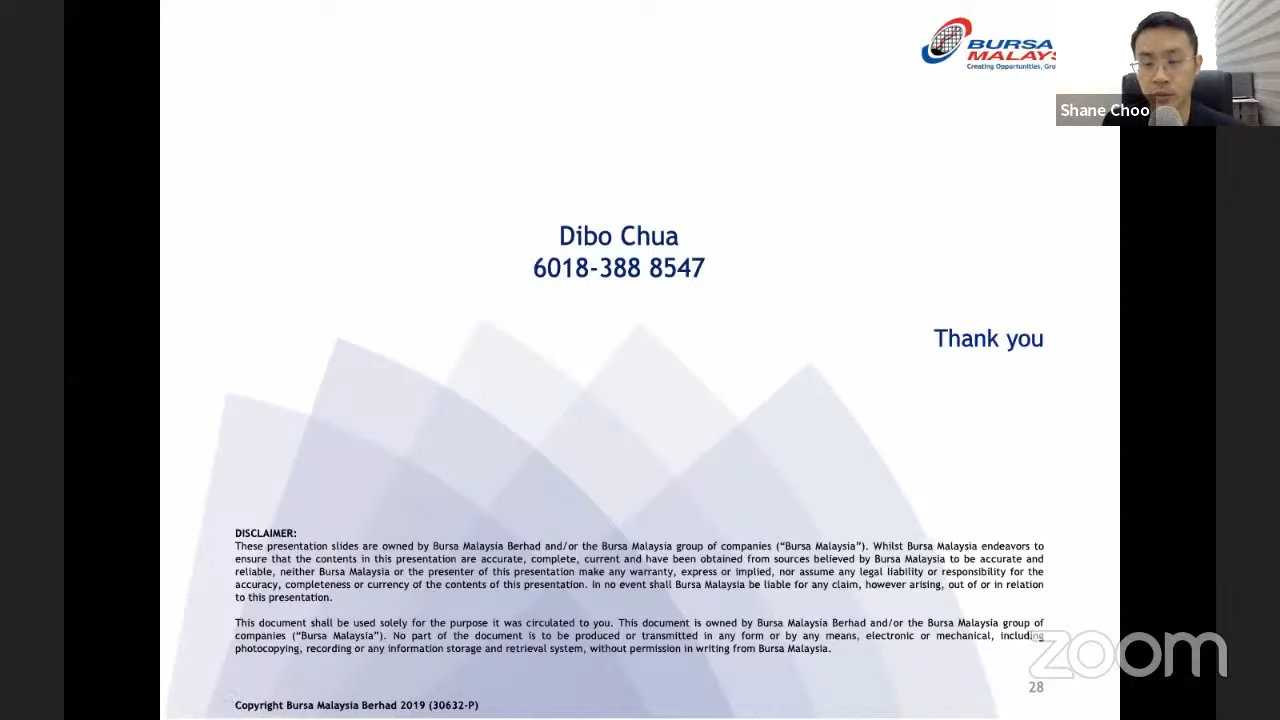 BURSA
MALAYS
Creating Opportunities, Gro
Shane Choo
Dibo Chua
6018-388 8547
Thank you
DISCLAIMER:
These presentation slides are owned by Bursa Malaysia Berhad and/or the Bursa Malaysia group of companies (“Bursa Malaysia”). Whilst Bursa Malaysia endeavors to
ensure that the contents in this presentation are accurate, complete, current and have been obtained from sources believed by Bursa Malaysia to be accurate and
reliable, neither Bursa Malaysia or the presenter of this presentation make any warranty, express or implied, nor assume any legal liability or responsibility for the
accuracy, completeness or currency of the contents of this presentation. In no event shall Bursa Malaysia be liable for any claim, however arising, out of or in relation
to this presentation.
This document shall be used solely for the purpose it was circulated to you. This document is owned by Bursa Malaysia Berhad and/or the Bursa Malaysia group of
companies (“Bursa Malaysia”). No part of the document is to be produced or transmitted in any form or by any means, electronic or mechanical, including
photocopying, recording or any information storage and retrieval system, without permission in writing from Bursa Malaysia.
zoom
28
Copyright Bursa Malaysia Berhad 2019 (30632-P)